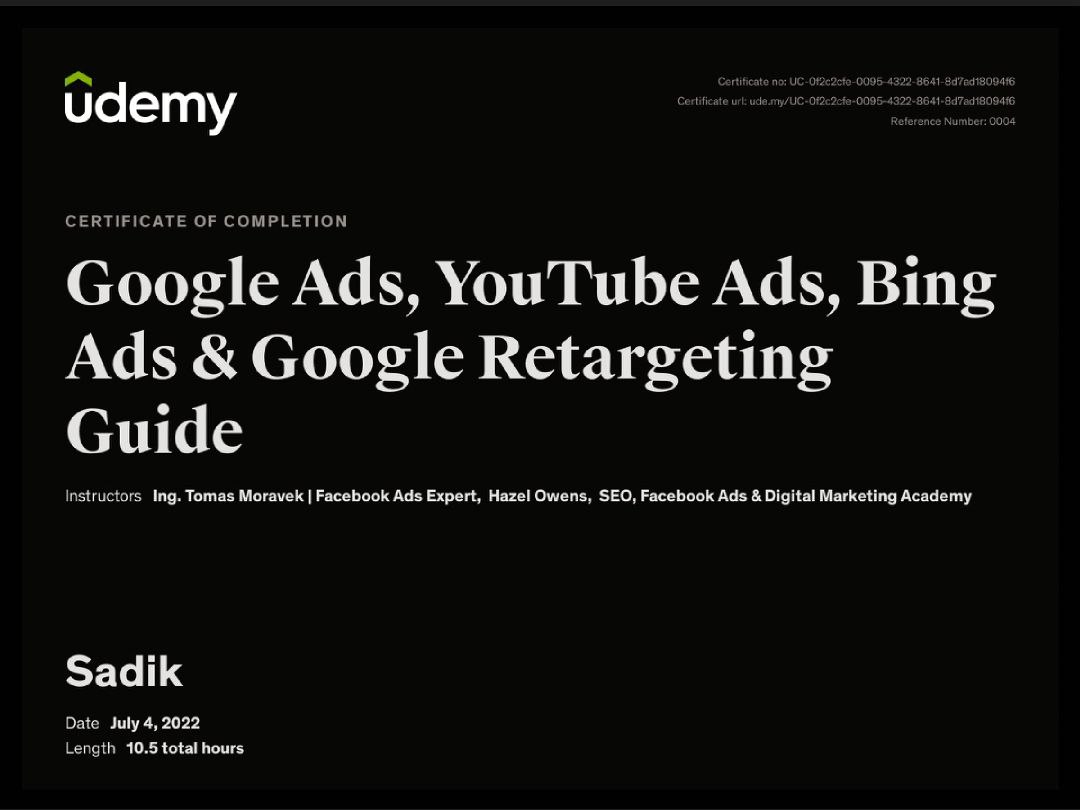 udemy
Certificate no: UC-0f2c2cfe-0095-4322-8641-8d7ad18094f6
Certificate url: ude.my/UC-0f2c2cfe-0095-4322-8641-8d7ad18094f6
Reference Number: 0004
CERTIFICATE OF COMPLETION
Google Ads, YouTube Ads, Bing
Ads & Google Retargeting
Guide
Instructors Ing. Tomas Moravek | Facebook Ads Expert, Hazel Owens, SEO, Facebook Ads & Digital Marketing Academy
Sadik
Date July 4, 2022
Length 10.5 total hours